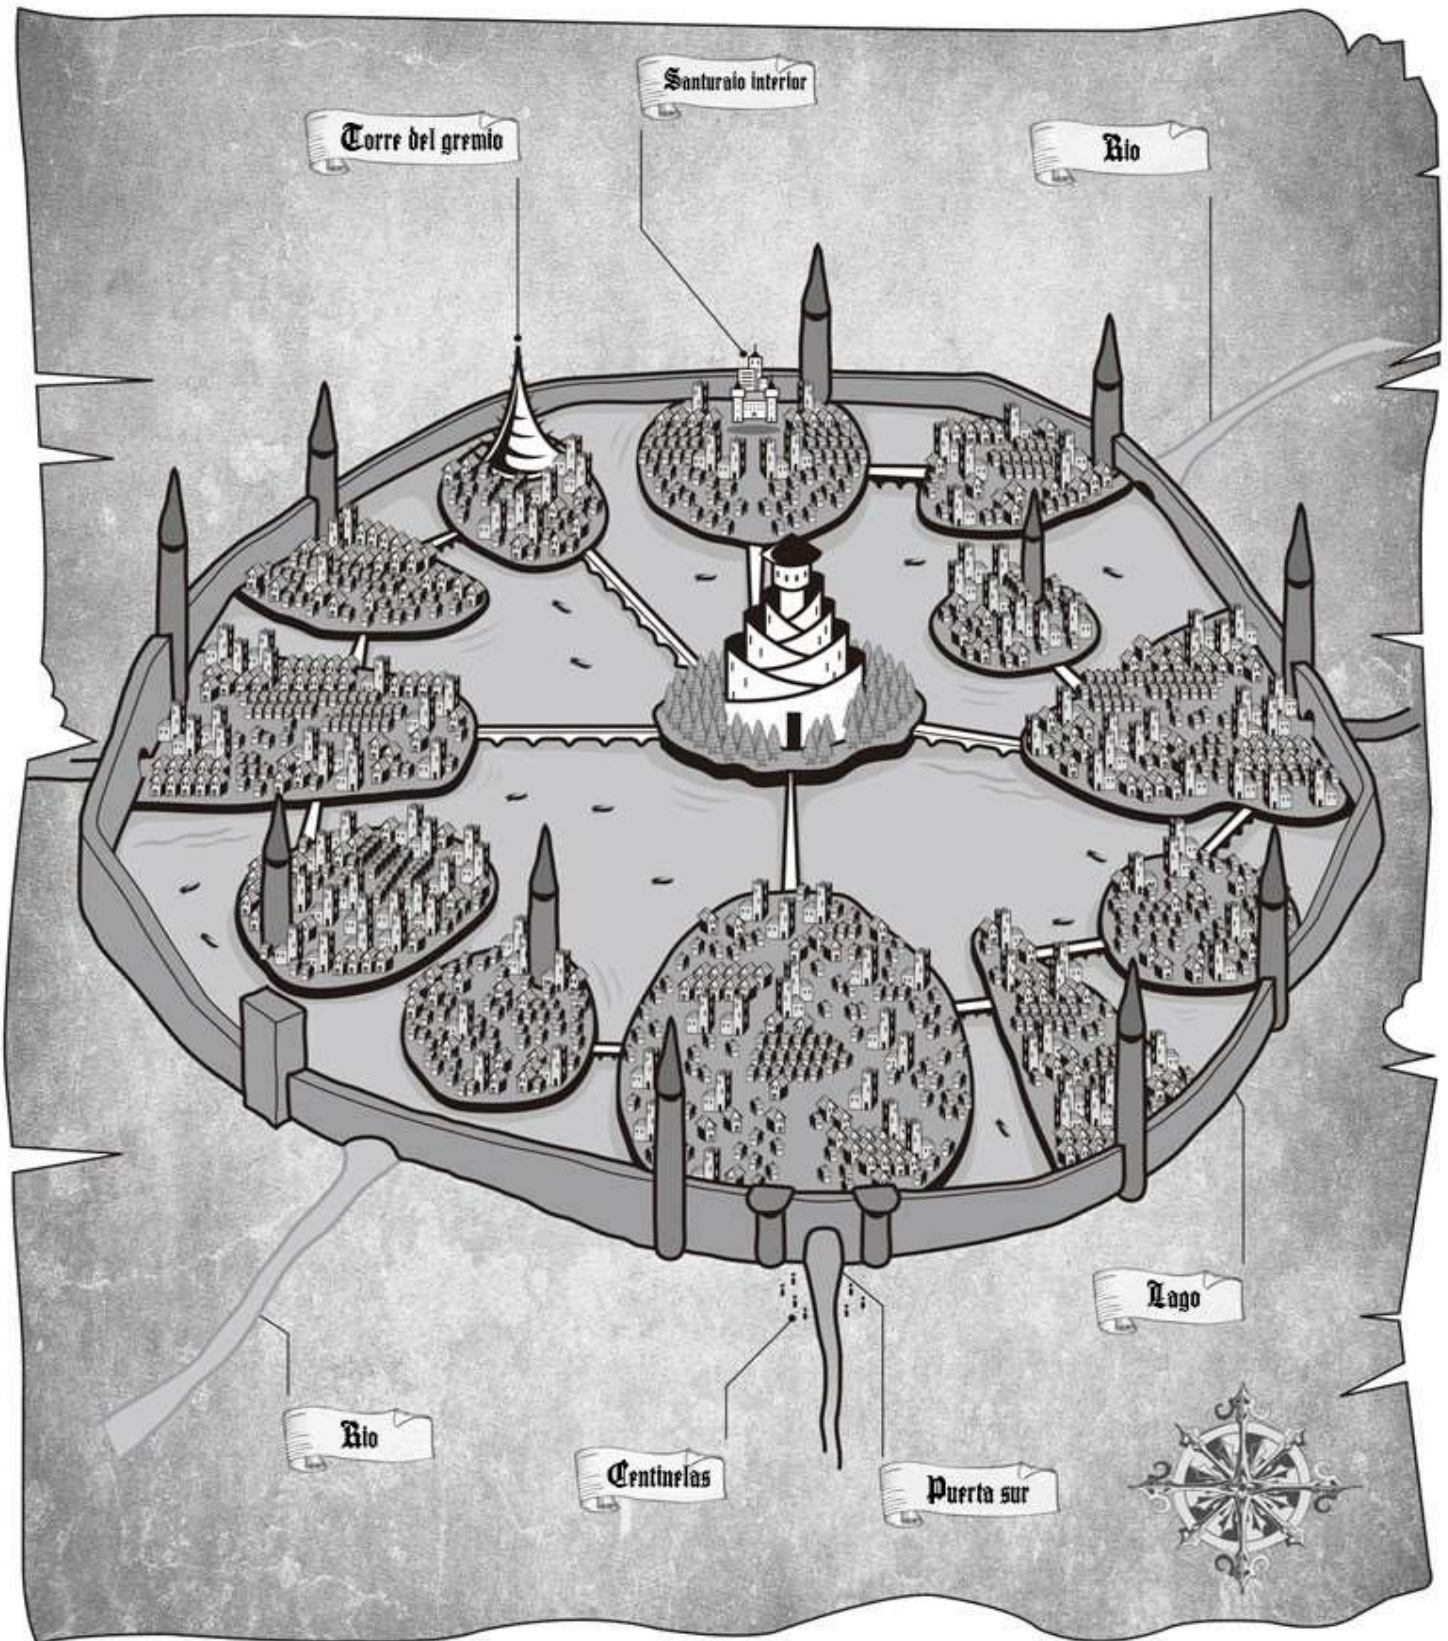 Santuraio interior
Torre del gremio
Rio
Lago
Rio
Centinelas
Puerta sur